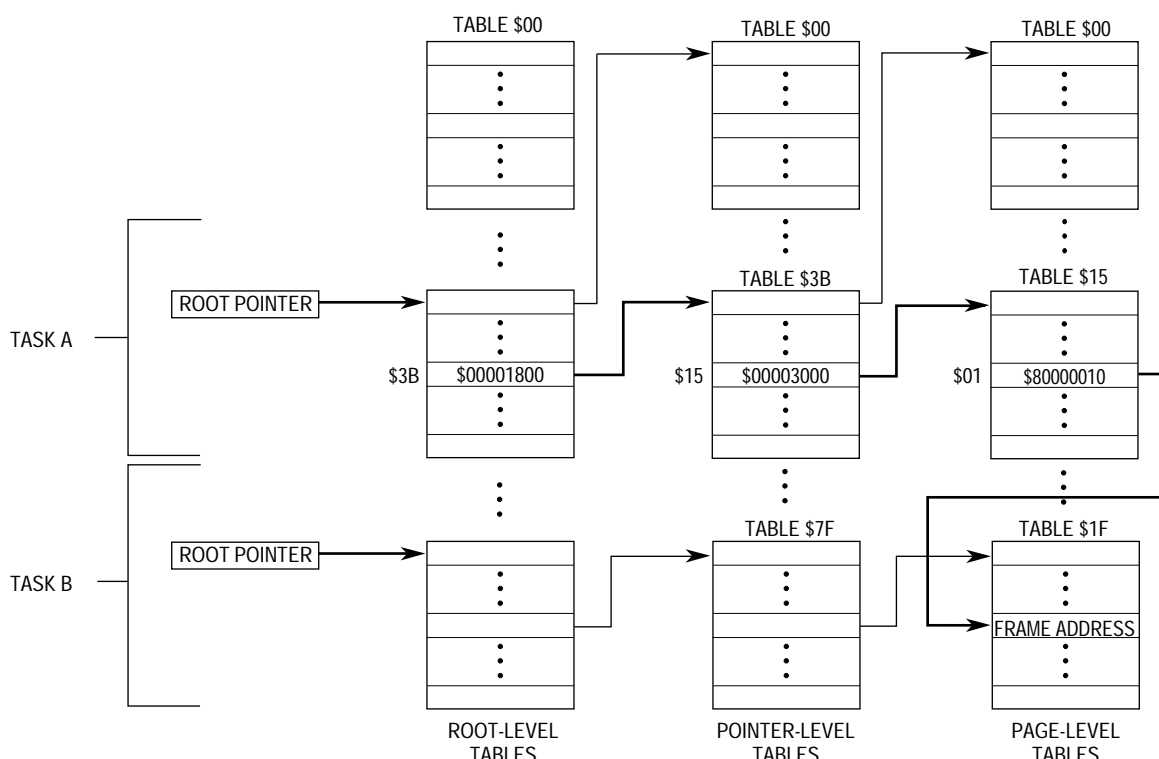 TABLE $00
TABLE $00
TABLE $00
TABLE $3B
TABLE $15
ROOT POINTER
TASK A
$3B
$00001800
$15
$00003000
$01
$80000010
TABLE $7F
TABLE $1F
ROOT POINTER
TASK B
FRAME ADDRESS
ROOT-LEVEL
TABLES
POINTER-LEVEL
TABLES
PAGE-LEVEL
TABLES